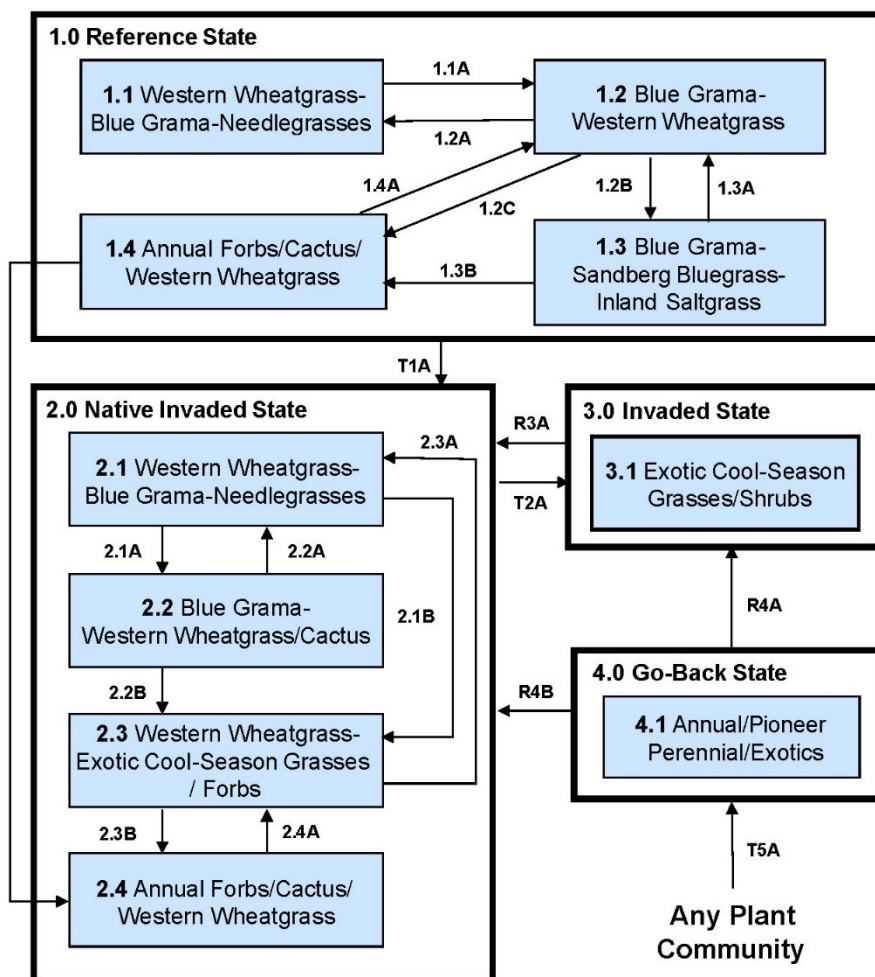 1.0 Reference State
1.1 Western Wheatgrass-
Blue Grama-Needlegrasses
1.1A
1.2 Blue Grama-
Western Wheatgrass
1.2A
1.4A
1.2C
1.2B
1.3A
1.4 Annual Forbs/Cactus/
Western Wheatgrass
1.3B
1.3 Blue Grama-
Sandberg Bluegrass-
Inland Saltgrass
T1A
2.0 Native Invaded State
2.1 Western Wheatgrass-
Blue Grama-Needlegrasses
2.3A
2.1A
2.2A
2.2 Blue Grama-
Western Wheatgrass/Cactus
2.1B
2.2B
2.3 Western Wheatgrass-
Exotic Cool-Season Grasses
/ Forbs
2.3B
2.4A
2.4 Annual Forbs/Cactus/
Western Wheatgrass
R3A
T2A
3.0 Invaded State
3.1 Exotic Cool-Season
Grasses/Shrubs
R4A
R4B
4.0 Go-Back State
4.1 Annual/Pioneer
Perennial/Exotics
T5A
Any Plant
Community